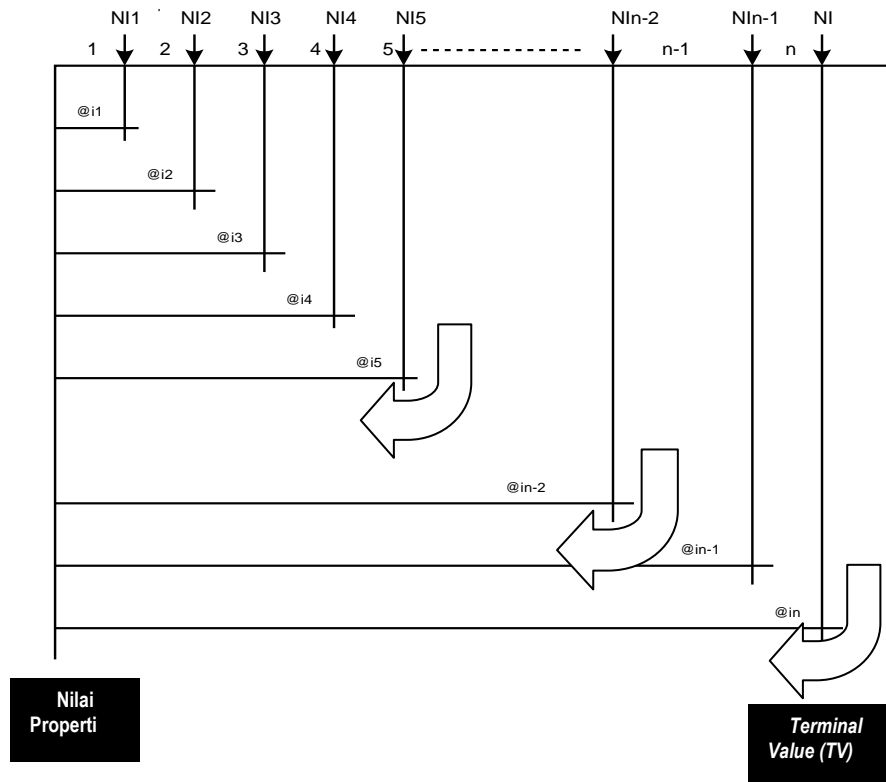 NI1 NI2 NI3 NI4 NI5 NIn-2 NIn-1 NI
1 2 3 4 5 n-1 n
@i1
@i2
@i3
@i4
@i5
@in-2
@in-1
@in
Nilai
Properti
Terminal
Value (TV)